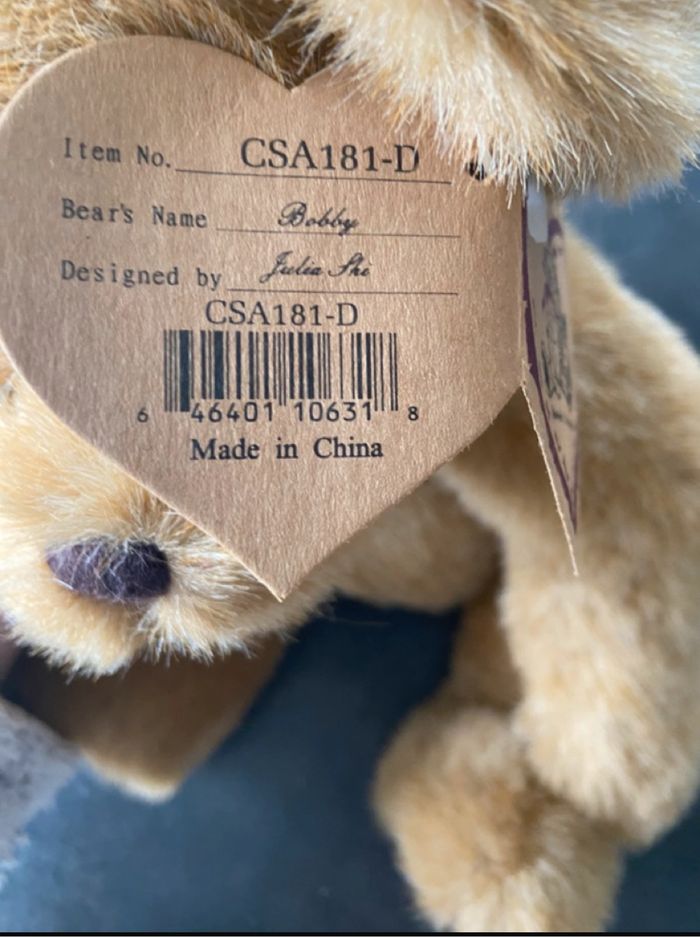 Item No. CSA181-D
Bear's Name Bobby
Designed by Julia Shi
CSA181-D
6 46401 10631 8
Made in China